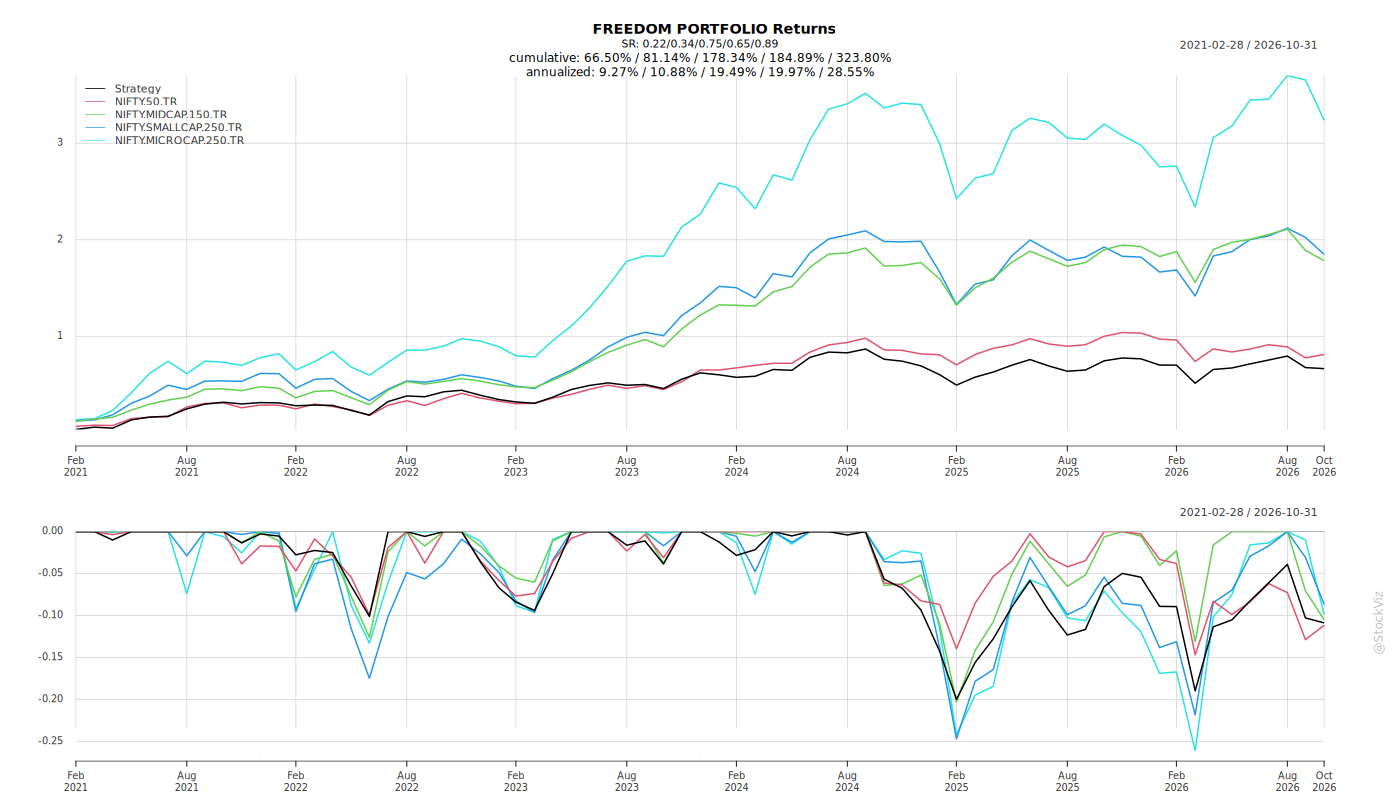 FREEDOM PORTFOLIO Returns
SR: 0.22/0.34/0.75/0.65/0.89
cumulative: 66.50% / 81.14% / 178.34% / 184.89% / 323.80%
annualized: 9.27% / 10.88% / 19.49% / 19.97% / 28.55%
2021-02-28 / 2026-10-31
Strategy
NIFTY.50.TR
NIFTY.MIDCAP.150.TR
NIFTY.SMALLCAP.250.TR
NIFTY.MICROCAP.250.TR
3
2
1
Feb Aug Feb Aug Feb Aug Feb Aug Feb Aug Feb Aug Oct
2021 2021 2022 2022 2023 2023 2024 2024 2025 2025 2026 2026 2026
2021-02-28 / 2026-10-31
0.00
-0.05
-0.10
-0.15
-0.20
-0.25
Feb Aug Feb Aug Feb Aug Feb Aug Feb Aug Feb Aug Oct
2021 2021 2022 2022 2023 2023 2024 2024 2025 2025 2026 2026 2026
@StockViz